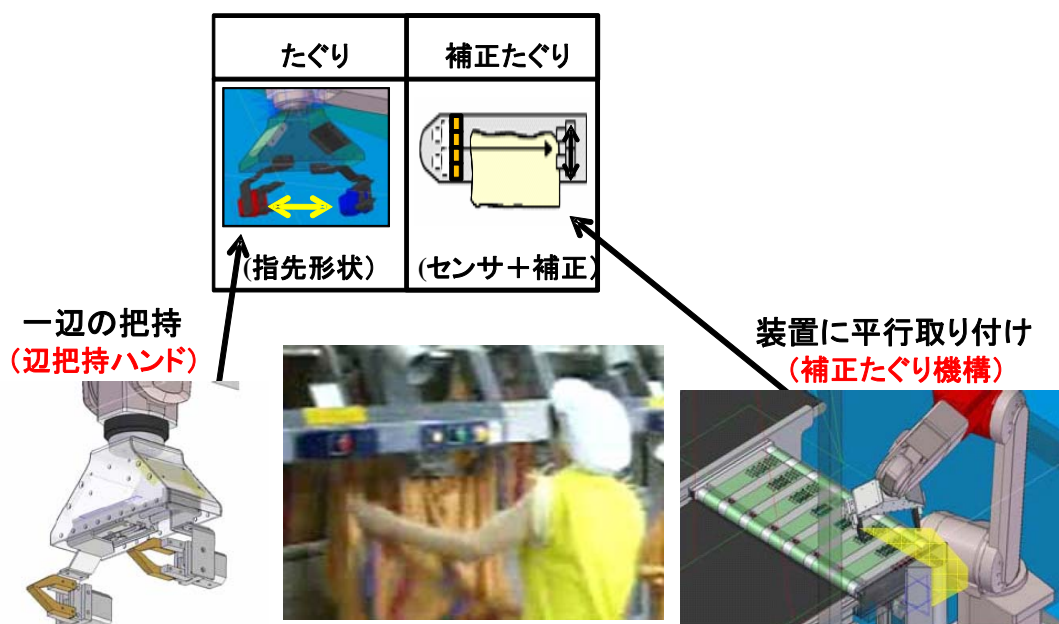 たぐり
補正たぐり
(指先形状)
(センサ＋補正)
一辺の把持
（辺把持ハンド）
装置に平行取り付け
（補正たぐり機構）